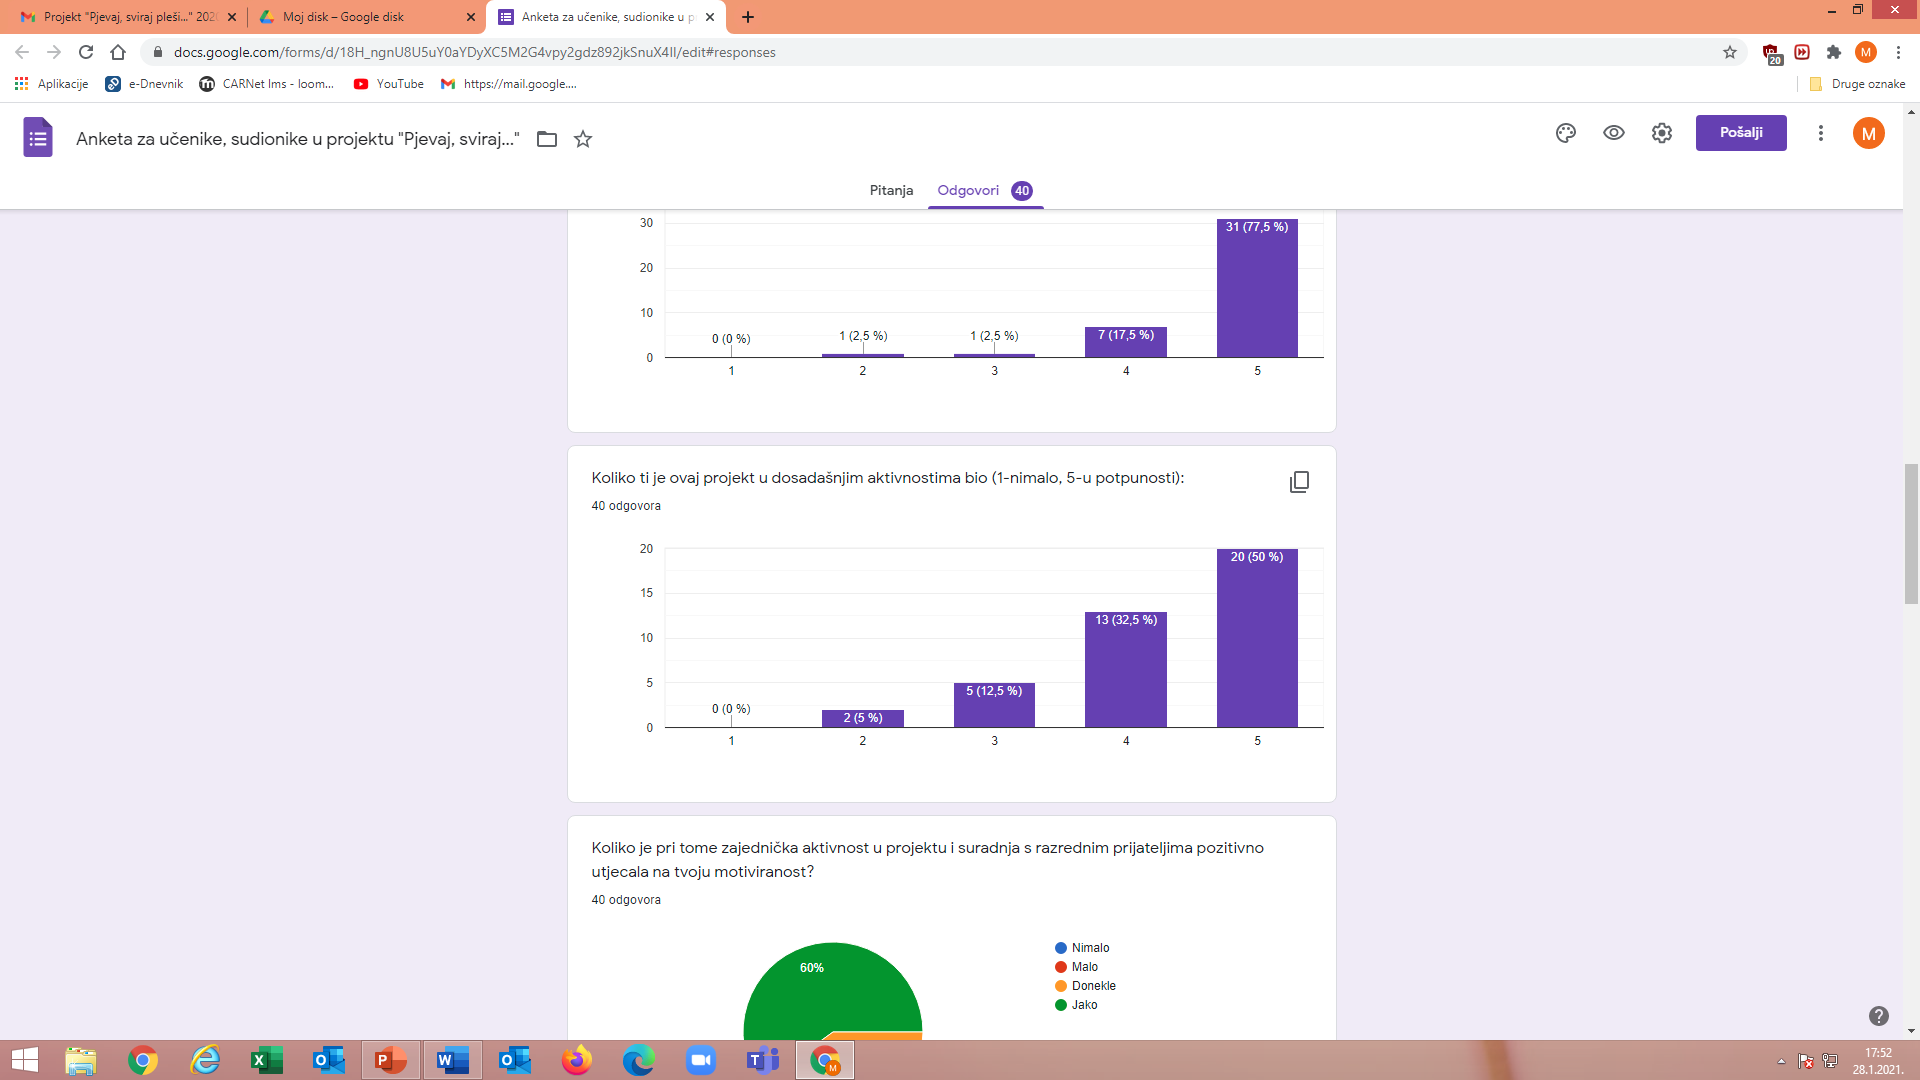 Projekt "Pjevaj, sviraj pleši..." 202
Moj disk – Google disk
Anketa za učenike, sudionike u p
docs.google.com/forms/d/18H_ngnU8U5uY0aYDyXC5M2G4vpy2gdz892jkSnuX4II/edit#responses
20
M
Aplikacije
e-Dnevnik
CARNet lms - loom...
YouTube
https://mail.google....
Druge oznake
Anketa za učenike, sudionike u projektu "Pjevaj, sviraj..."
Pošalji
M
Pitanja
Odgovori 40
30
20
10
0
0 (0 %)
1 (2,5 %)
1 (2,5 %)
7 (17,5 %)
31 (77,5 %)
1 2 3 4 5
Koliko ti je ovaj projekt u dosadašnjim aktivnostima bio (1-nimalo, 5-u potpunosti):
40 odgovora
20
15
10
5
0
0 (0 %)
2 (5 %)
5 (12,5 %)
13 (32,5 %)
20 (50 %)
1 2 3 4 5
Koliko je pri tome zajednička aktivnost u projektu i suradnja s razrednim prijateljima pozitivno
utjecala na tvoju motiviranost?
40 odgovora
60%
Nimalo
Malo
Donekle
Jako
17:52
28.1.2021.